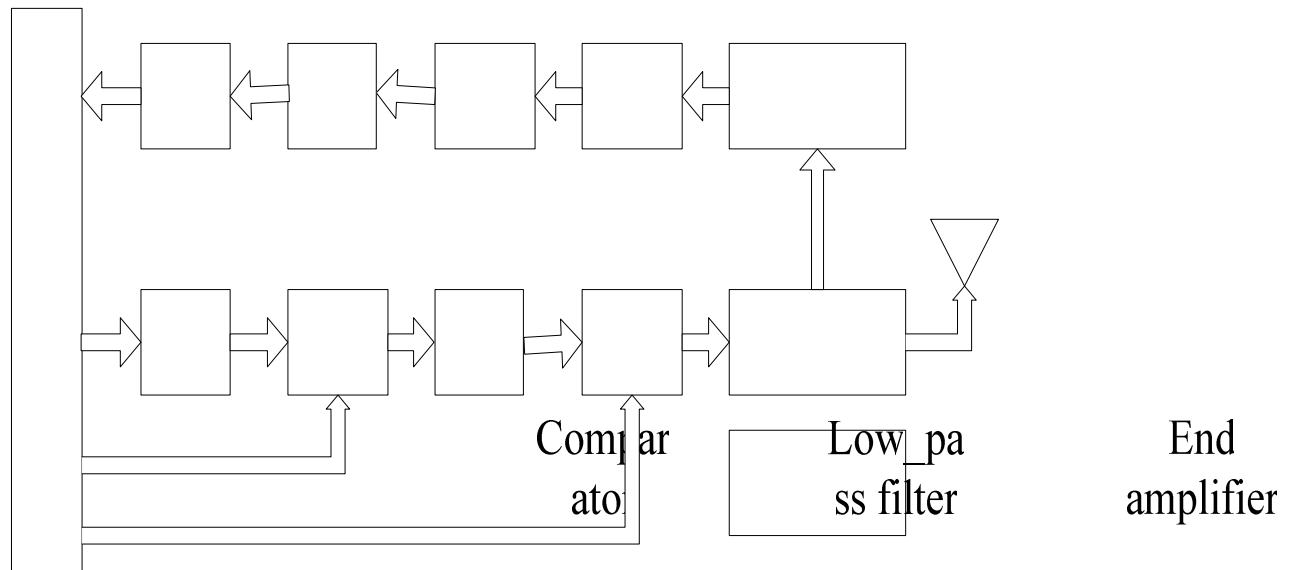 Compar
ator
Low_pa
ss filter
End
amplifier